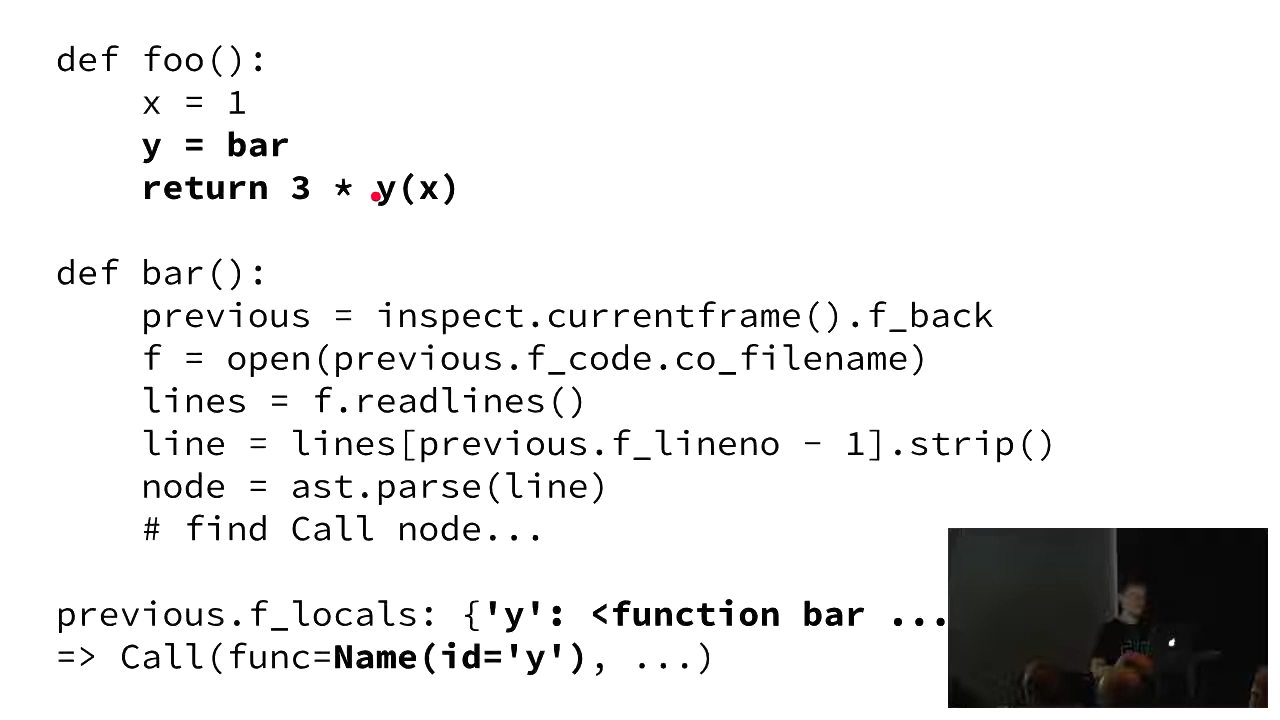 def foo():
    x = 1
    y = bar
    return 3 * y(x)
def bar():
    previous = inspect.currentframe().f_back
    f = open(previous.f_code.co_filename)
    lines = f.readlines()
    line = lines[previous.f_lineno - 1].strip()
    node = ast.parse(line)
    # find Call node...
previous.f_locals: {'y': <function bar ...
=> Call(func=Name(id='y'), ...)